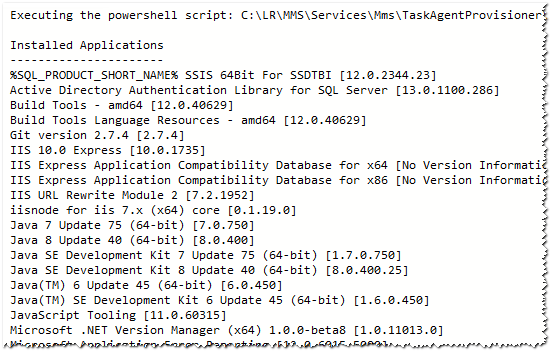 Executing the powershell script: C:\LR\MMS\Services\Mms\TaskAgentProvisioner
Installed Applications
----------------------
%SQL_PRODUCT_SHORT_NAME% SSIS 64Bit For SSDTBI [12.0.2344.23]
Active Directory Authentication Library for SQL Server [13.0.1100.286]
Build Tools - amd64 [12.0.40629]
Build Tools Language Resources - amd64 [12.0.40629]
Git version 2.7.4 [2.7.4]
IIS 10.0 Express [10.0.1735]
IIS Express Application Compatibility Database for x64 [No Version Informatio
IIS Express Application Compatibility Database for x86 [No Version Informatio
IIS URL Rewrite Module 2 [7.2.1952]
iisnode for iis 7.x (x64) core [0.1.19.0]
Java 7 Update 75 (64-bit) [7.0.750]
Java 8 Update 40 (64-bit) [8.0.400]
Java SE Development Kit 7 Update 75 (64-bit) [1.7.0.750]
Java SE Development Kit 8 Update 40 (64-bit) [8.0.400.25]
Java(TM) 6 Update 45 (64-bit) [6.0.450]
Java(TM) SE Development Kit 6 Update 45 (64-bit) [1.6.0.450]
JavaScript Tooling [11.0.60315]
Microsoft .NET Version Manager (x64) 1.0.0-beta8 [1.0.11013.0]
Microsoft Application Error Reporting